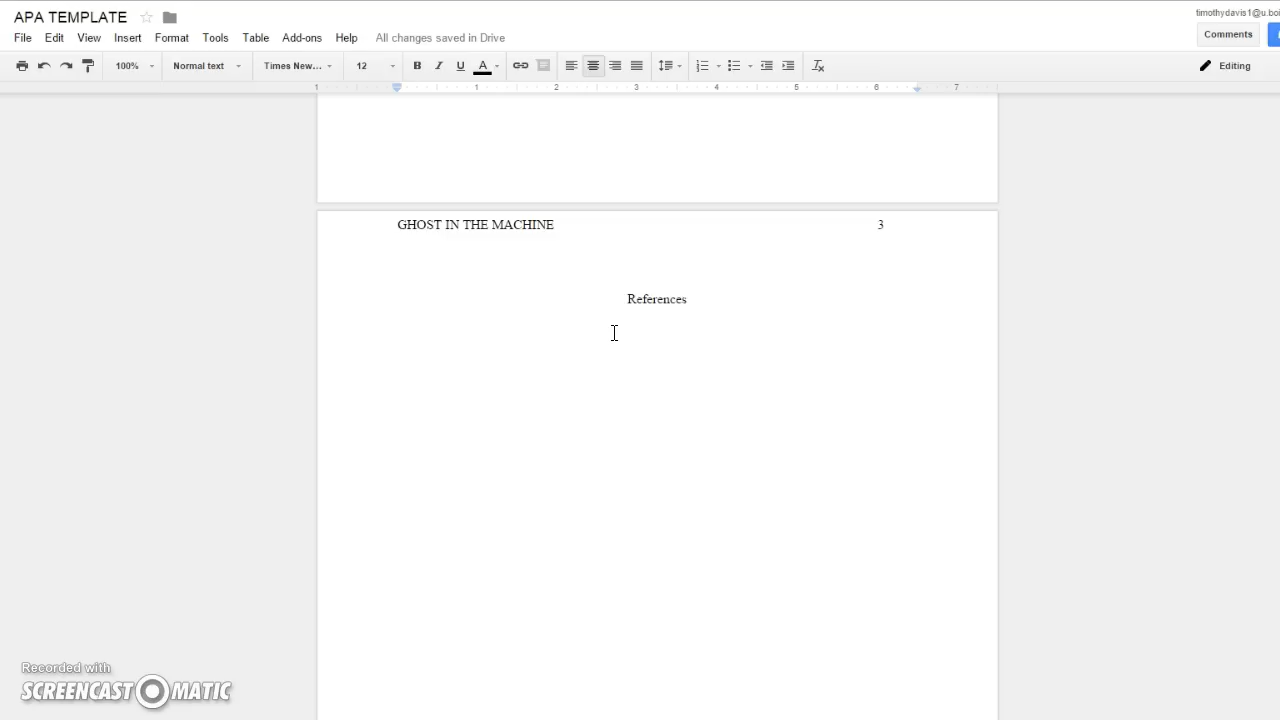 APA TEMPLATE
timothydavis1@u.boi
File Edit View Insert Format Tools Table Add-ons Help All changes saved in Drive
Comments
100% Normal text Times New... 12 B I U A Editing
1 1 2 3 4 5 6 7
GHOST IN THE MACHINE 3
References
Recorded with
SCREENCAST MATIC